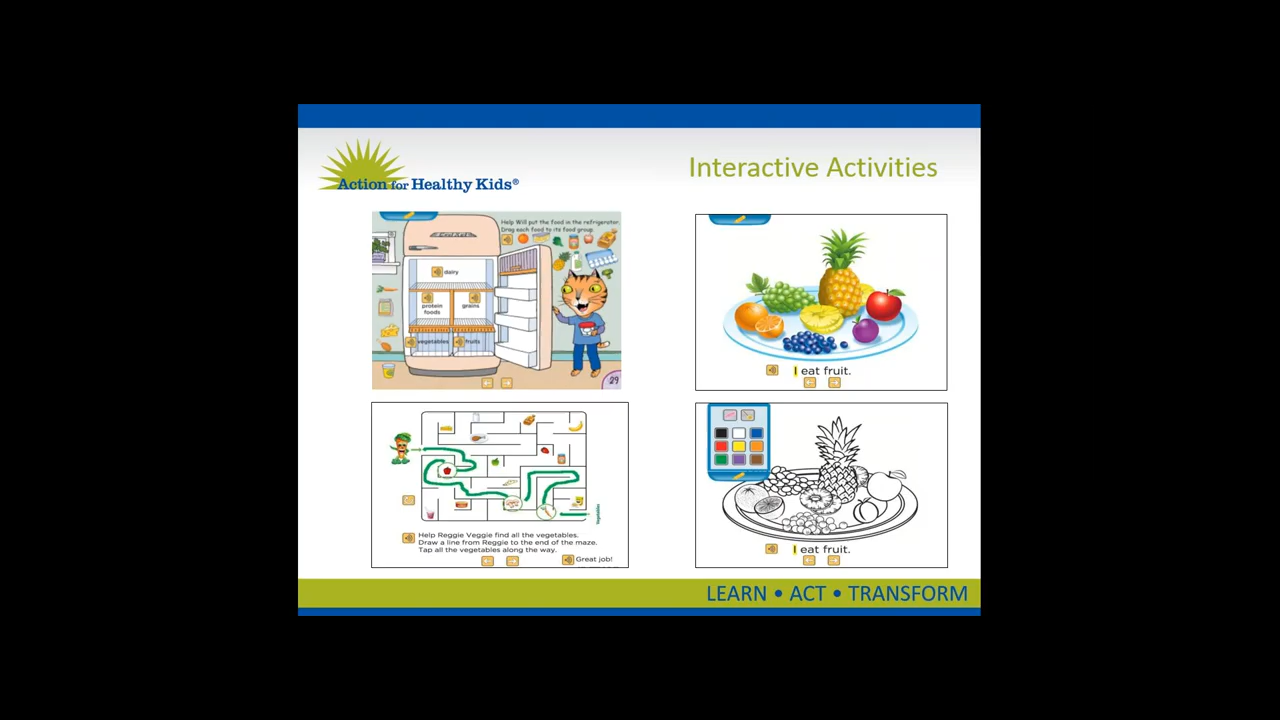 Action for Healthy Kids®
Interactive Activities
Help Will put the food in the refrigerator.
Drag each food to its food group.
dairy
protein
foods
grains
vegetables
fruits
29
I eat fruit.
Help Reggie Veggie find all the vegetables.
Draw a line from Reggie to the end of the maze.
Tap all the vegetables along the way.
Great job!
Vegetables
I eat fruit.
LEARN • ACT • TRANSFORM